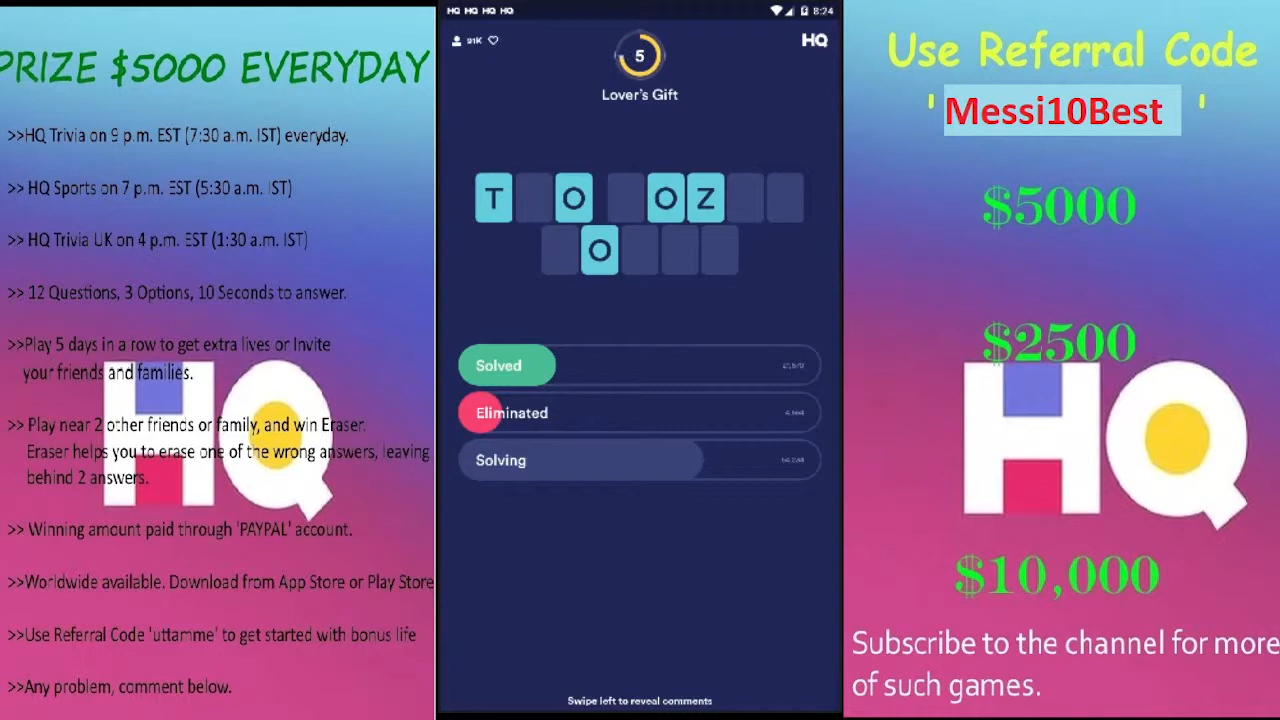 PRIZE $5000 EVERYDAY
>>HQ Trivia on 9 p.m. EST (7:30 a.m. IST) everyday.
>> HQ Sports on 7 p.m. EST (5:30 a.m. IST)
>> HQ Trivia UK on 4 p.m. EST (1:30 a.m. IST)
>> 12 Questions, 3 Options, 10 Seconds to answer.
>>Play 5 days in a row to get extra lives or Invite
your friends and families.
>> Play near 2 other friends or family, and win Eraser.
Eraser helps you to erase one of the wrong answers, leaving
behind 2 answers.
>> Winning amount paid through 'PAYPAL' account.
>>Worldwide available. Download from App Store or Play Store
>>Use Referral Code 'uttamme' to get started with bonus life
>>Any problem, comment below.
HQ
HQ HQ HQ HQ 8:24
91K HQ
5
Lover's Gift
T O O Z
O
Solved
Eliminated
Solving
Swipe left to reveal comments
Use Referral Code
' Messi10Best '
$5000
$2500
HQ
$10,000
Subscribe to the channel for more
of such games.